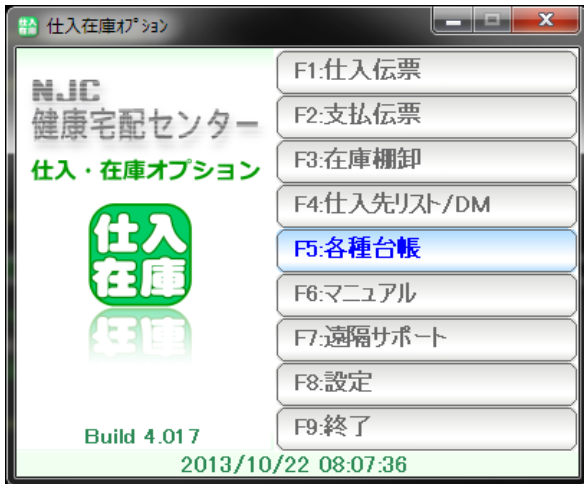 仕入在庫ｵﾌﾟｼｮﾝ
NJC
健康宅配センター
仕入・在庫オプション
仕入
在庫
Build 4.017
F1:仕入伝票
F2:支払伝票
F3:在庫棚卸
F4:仕入先リスト/DM
F5:各種台帳
F6:マニュアル
F7:遠隔サポート
F8:設定
F9:終了
2013/10/22 08:07:36